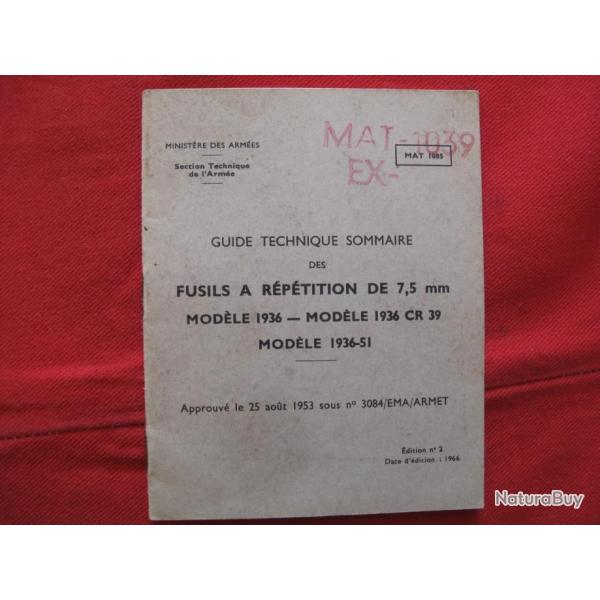 MINISTÈRE DES ARMÉES
Section Technique
de l'Armée
MAT-1039
EX-
MAT 1085
GUIDE TECHNIQUE SOMMAIRE
DES
FUSILS A RÉPÉTITION DE 7,5 mm
MODÈLE 1936 — MODÈLE 1936 CR 39
MODÈLE 1936-51
Approuvé le 25 août 1953 sous nº 3084/EMA/ARMET
Édition nº 2
Date d'édition : 1966
NaturaBuy